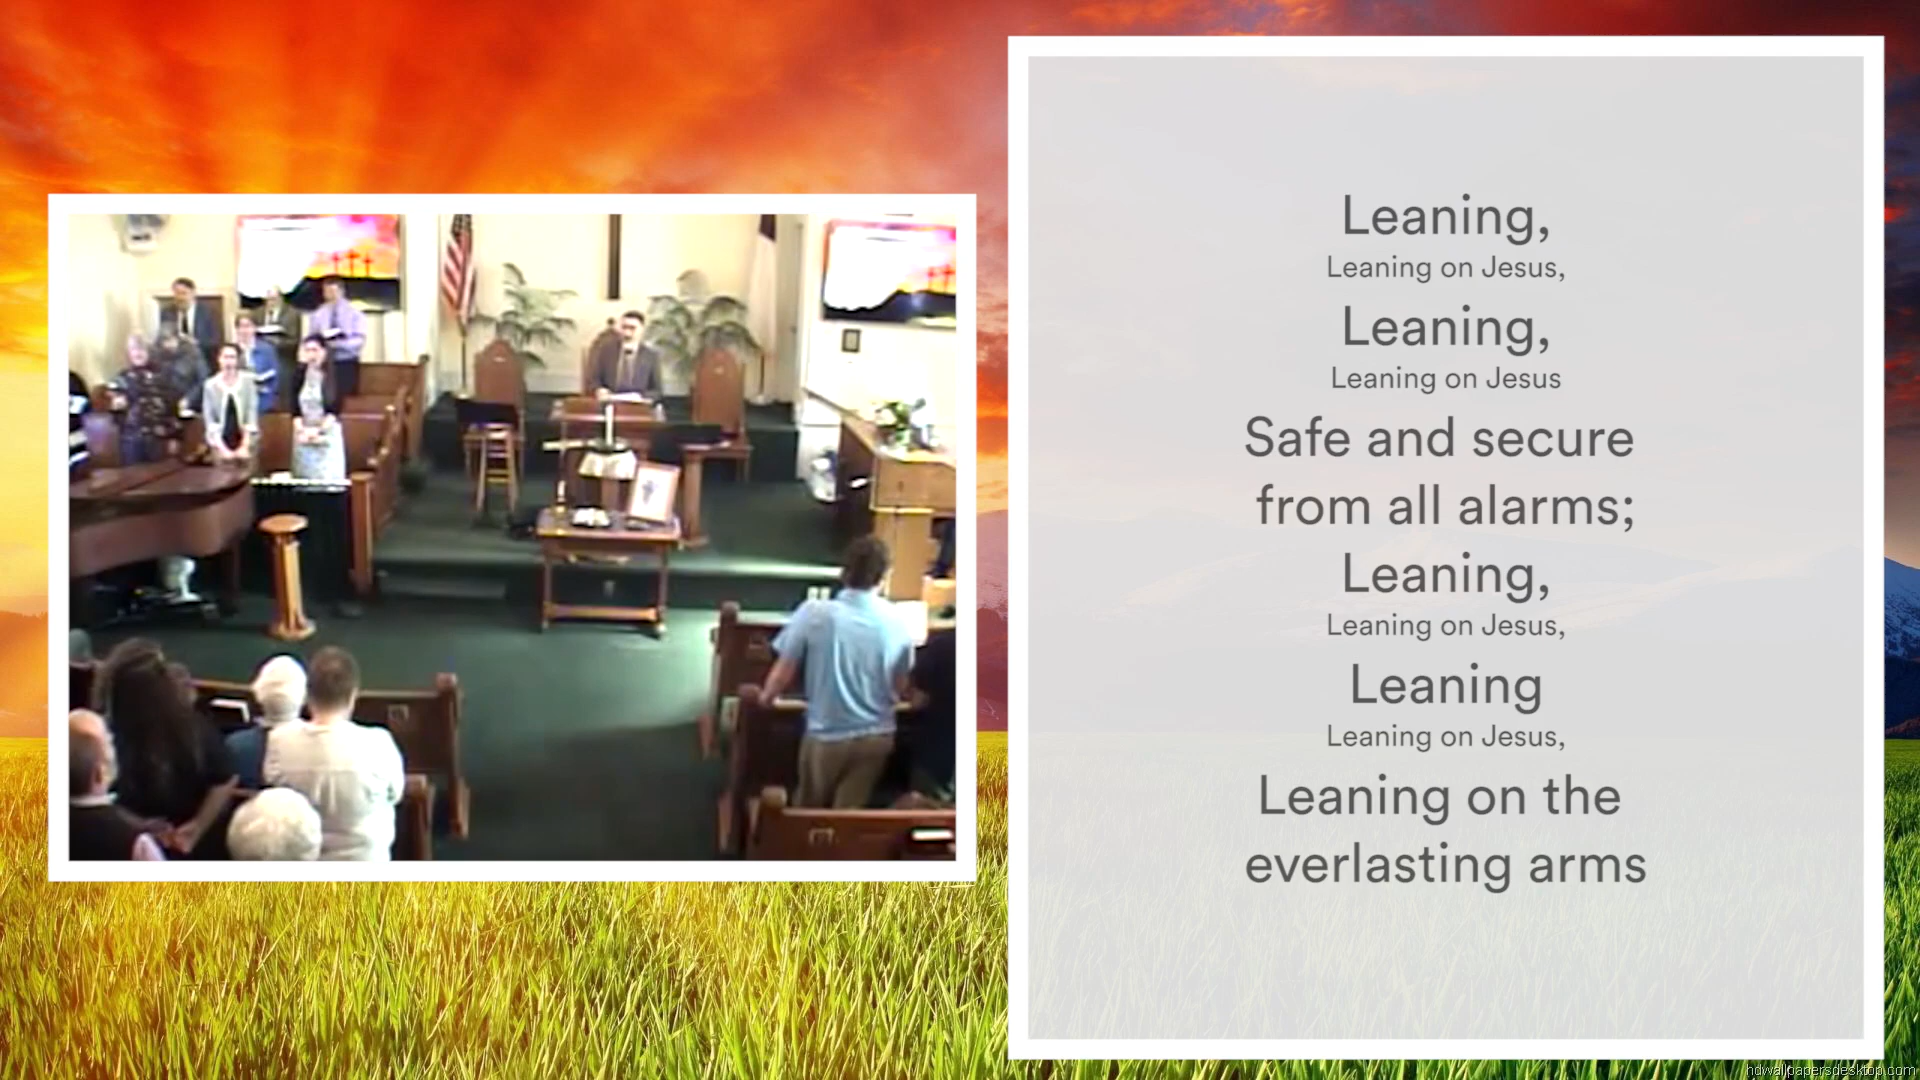 Leaning,
Leaning on Jesus,
Leaning,
Leaning on Jesus
Safe and secure
from all alarms;
Leaning,
Leaning on Jesus,
Leaning
Leaning on Jesus,
Leaning on the
everlasting arms
hdwallpapersdesktop.com